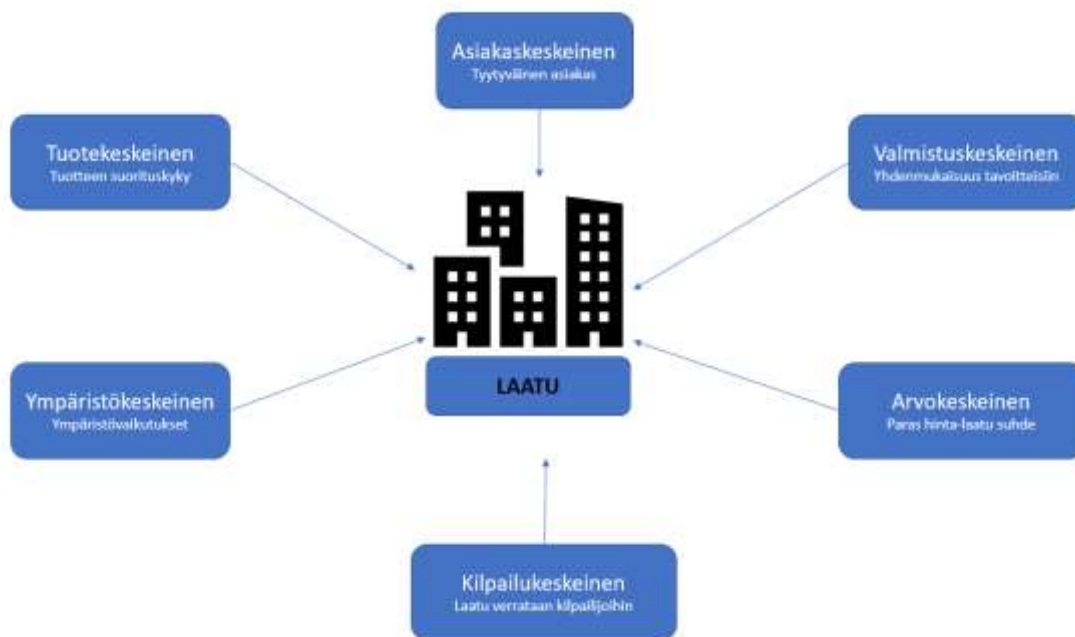 Asiakaskeskeinen
Tyytyväinen asiakas
Tuotekeskeinen
Tuotteen suorituskyky
Valmistuskeskeinen
Yhdenmukaisuus tavoitteisiin
LAATU
Ympäristökeskeinen
Ympäristövaikutukset
Arvokeskeinen
Paras hinta-laatu suhde
Kilpailukeskeinen
Laatu verrataan kilpailijoihin